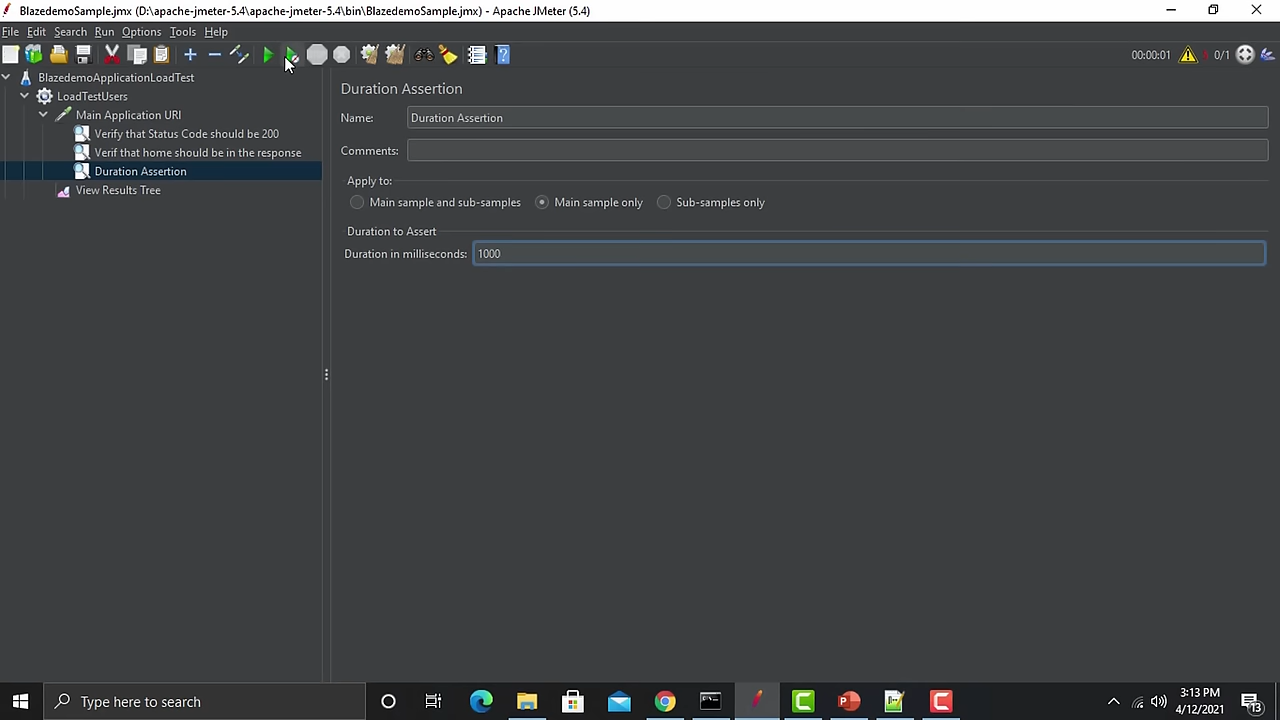 BlazedemoSample.jmx (D:\apache-jmeter-5.4\apache-jmeter-5.4\bin\BlazedemoSample.jmx) - Apache JMeter (5.4)
File Edit Search Run Options Tools Help
00:00:01 0/1
BlazedemoApplicationLoadTest
LoadTestUsers
Main Application URI
Verify that Status Code should be 200
Verif that home should be in the response
Duration Assertion
View Results Tree
Duration Assertion
Name: Duration Assertion
Comments:
Apply to:
Main sample and sub-samples Main sample only Sub-samples only
Duration to Assert
Duration in milliseconds: 1000
Type here to search
3:13 PM
4/12/2021
13